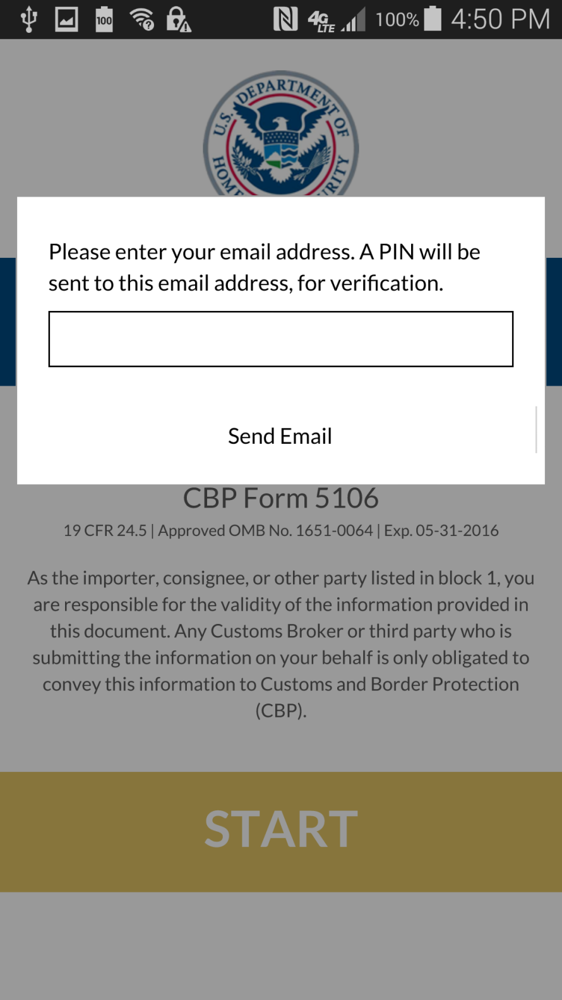 100 4G LTE 100% 4:50 PM
U.S. DEPARTMENT OF
Please enter your email address. A PIN will be
sent to this email address, for verification.
Send Email
CBP Form 5106
19 CFR 24.5 | Approved OMB No. 1651-0064 | Exp. 05-31-2016
As the importer, consignee, or other party listed in block 1, you
are responsible for the validity of the information provided in
this document. Any Customs Broker or third party who is
submitting the information on your behalf is only obligated to
convey this information to Customs and Border Protection
(CBP).
START